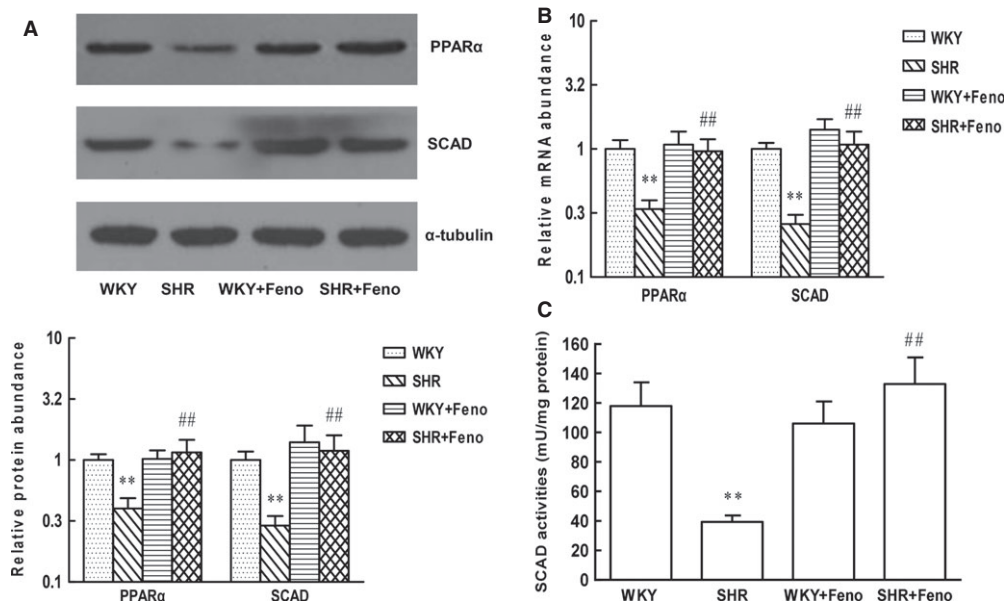 A
PPARα
SCAD
α-tubulin
WKY SHR WKY+Feno SHR+Feno
Relative protein abundance
10
3.2
1
0.3
0.1
** ## ** ##
PPARα SCAD
WKY
SHR
WKY+Feno
SHR+Feno
B
Relative mRNA abundance
10
3.2
1
0.3
0.1
** ## ** ##
PPARα SCAD
WKY
SHR
WKY+Feno
SHR+Feno
C
SCAD activities (mU/mg protein)
160
140
120
100
80
60
40
20
0
** ##
WKY SHR WKY+Feno SHR+Feno